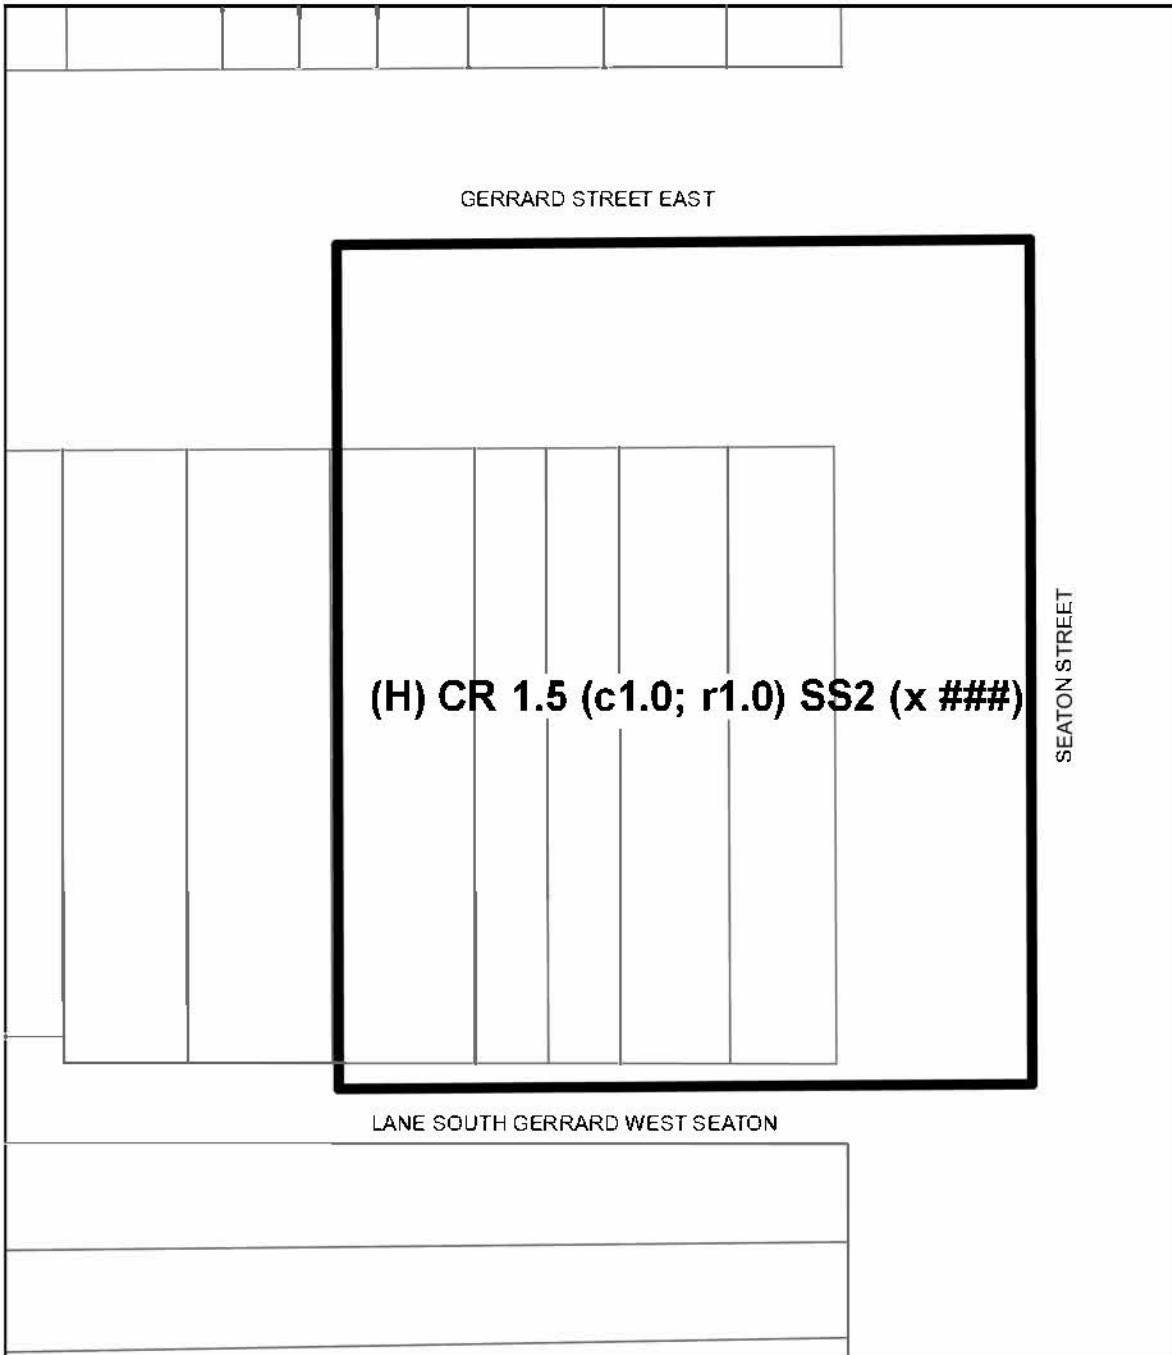 GERRARD STREET EAST
(H) CR 1.5 (c1.0; r1.0) SS2 (x ###)
SEATON STREET
LANE SOUTH GERRARD WEST SEATON